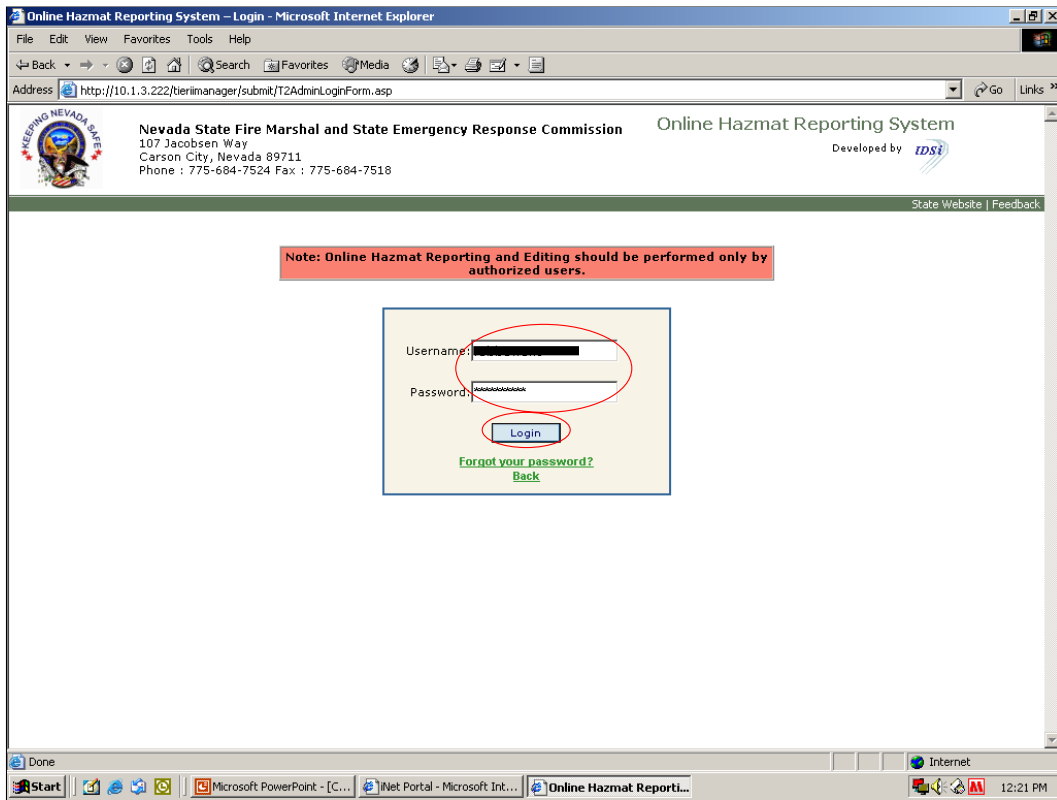 Online Hazmat Reporting System – Login - Microsoft Internet Explorer
File Edit View Favorites Tools Help
Back Search Favorites Media
Address http://10.1.3.222/tieriimanager/submit/T2AdminLoginForm.asp Go Links »
KEEPING NEVADA SAFE
Nevada State Fire Marshal and State Emergency Response Commission
107 Jacobsen Way
Carson City, Nevada 89711
Phone : 775-684-7524 Fax : 775-684-7518
Online Hazmat Reporting System
Developed by IDSi
State Website | Feedback
Note: Online Hazmat Reporting and Editing should be performed only by
authorized users.
Username:
Password: **********
Login
Forgot your password?
Back
Done Internet
Start Microsoft PowerPoint - [C... iNet Portal - Microsoft Int... Online Hazmat Reporti... 12:21 PM